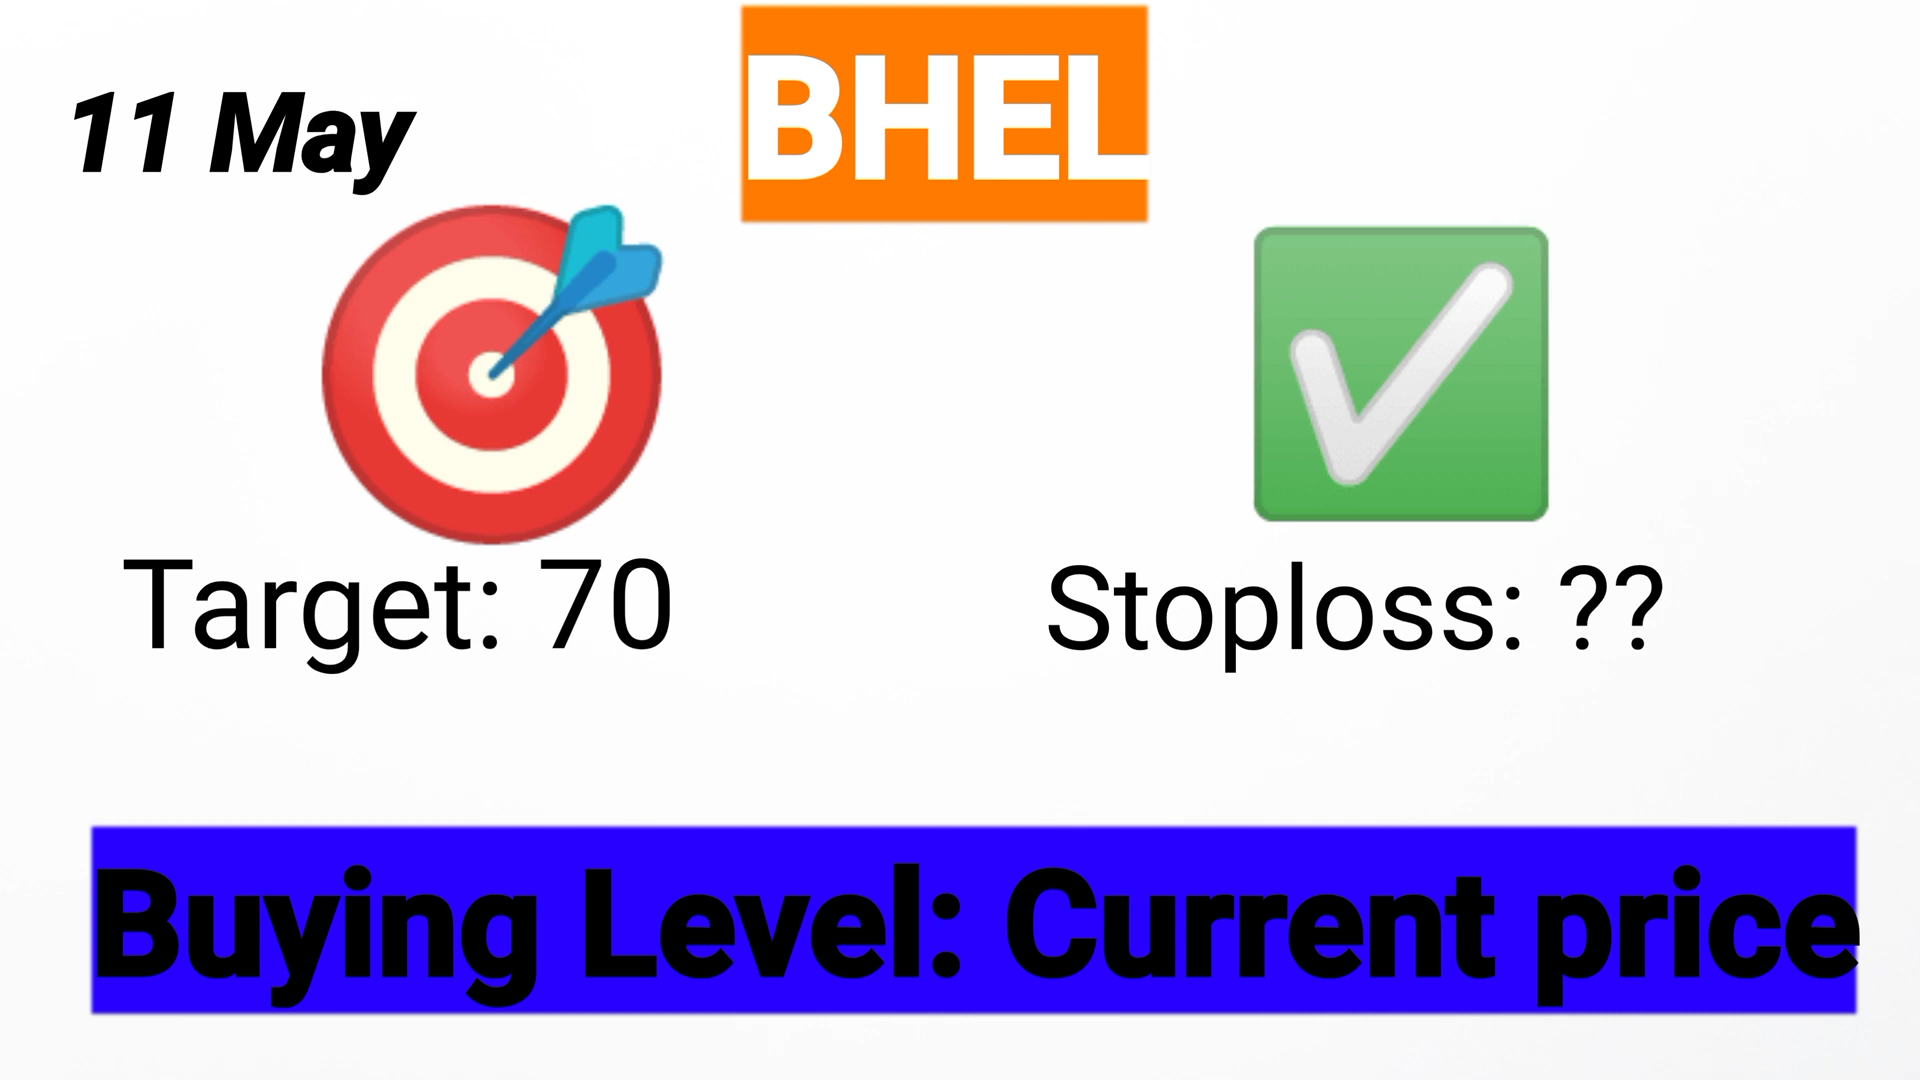 BHEL
11 May
Target: 70
Stoploss: ??
Buying Level: Current price